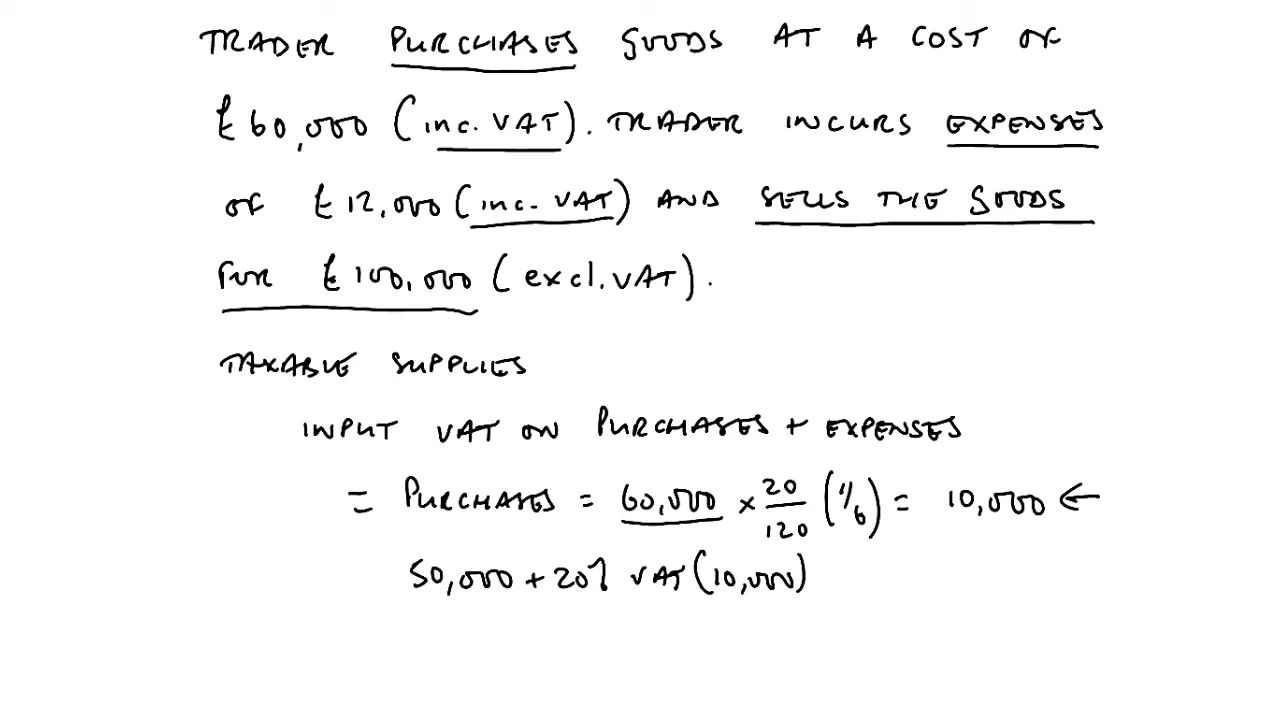 TRADER PURCHASES GOODS AT A COST OF
£60,000 (inc. VAT). TRADER INCURS EXPENSES
OF £12,000 (inc. VAT) AND SELLS THE GOODS
FOR £100,000 (excl. VAT).
TAXABLE SUPPLIES
INPUT VAT ON PURCHASES + EXPENSES
= PURCHASES = 60,000 × 20/120 (1/6) = 10,000 ←
50,000 + 20% VAT (10,000)